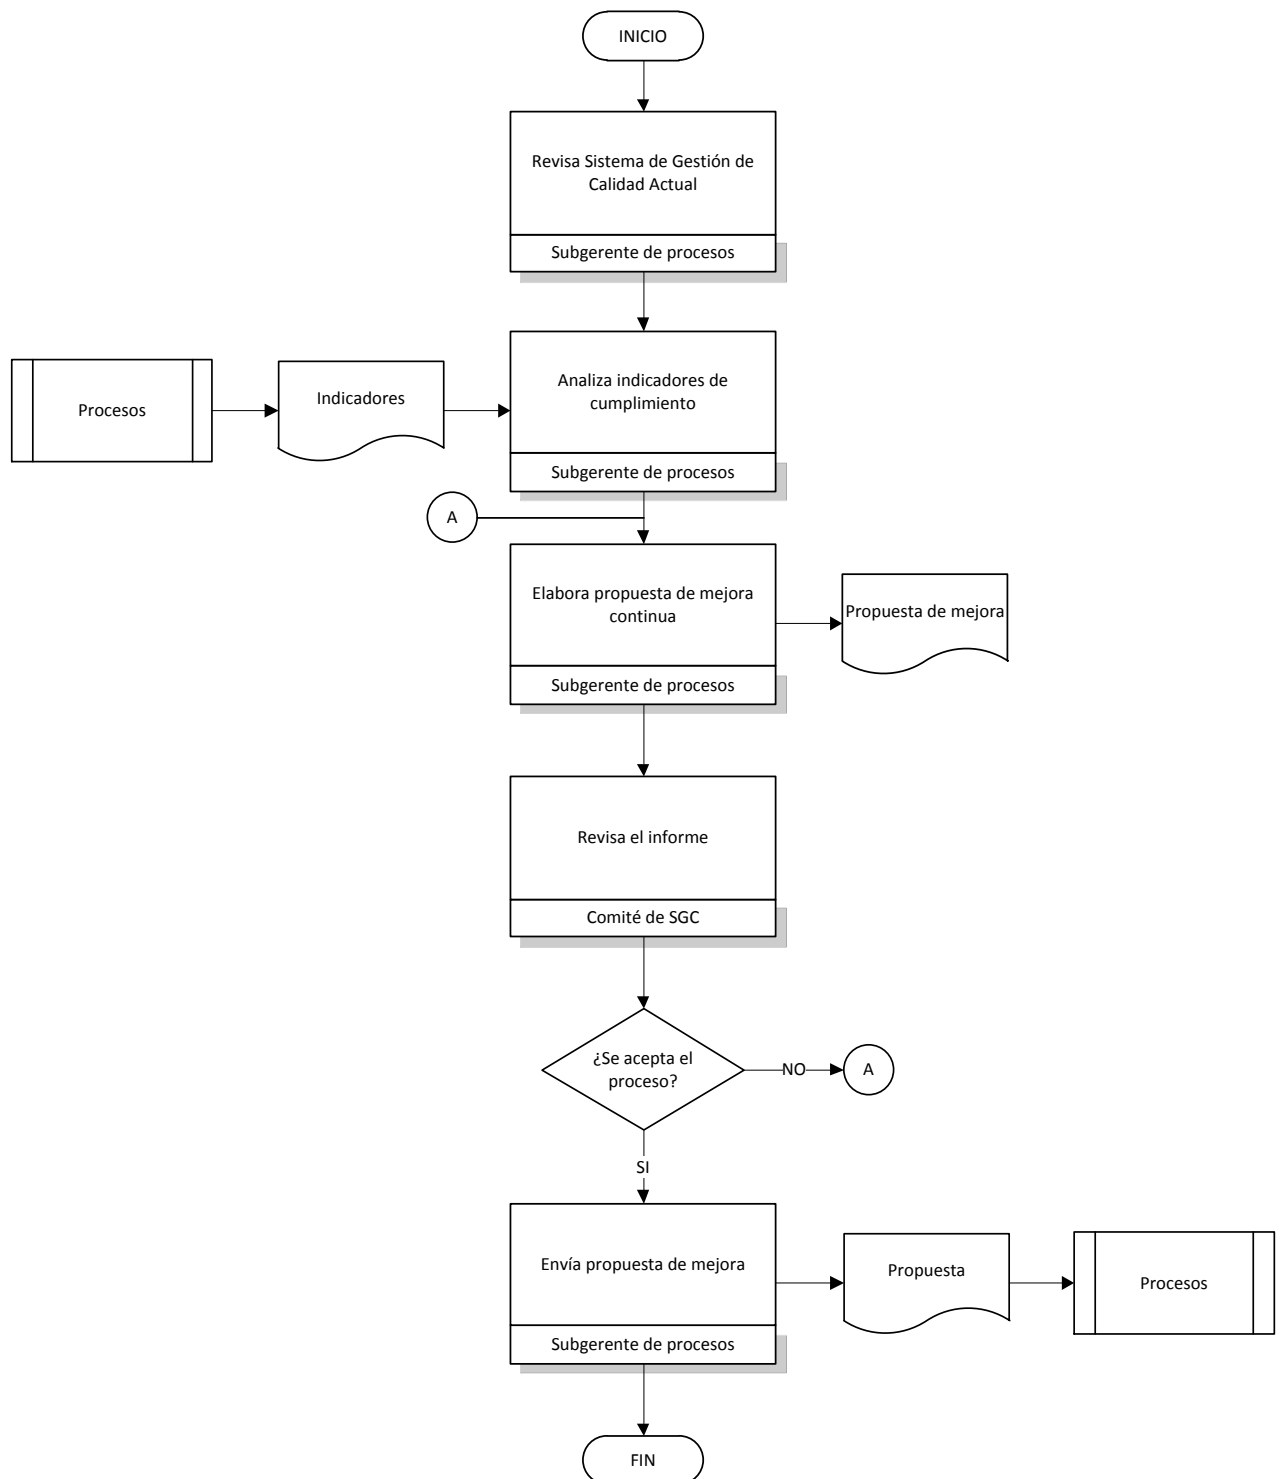 INICIO
Revisa Sistema de Gestión de
Calidad Actual
Subgerente de procesos
Procesos
Indicadores
Analiza indicadores de
cumplimiento
Subgerente de procesos
A
Elabora propuesta de mejora
continua
Subgerente de procesos
Propuesta de mejora
Revisa el informe
Comité de SGC
¿Se acepta el
proceso?
NO
A
SI
Envía propuesta de mejora
Subgerente de procesos
Propuesta
Procesos
FIN